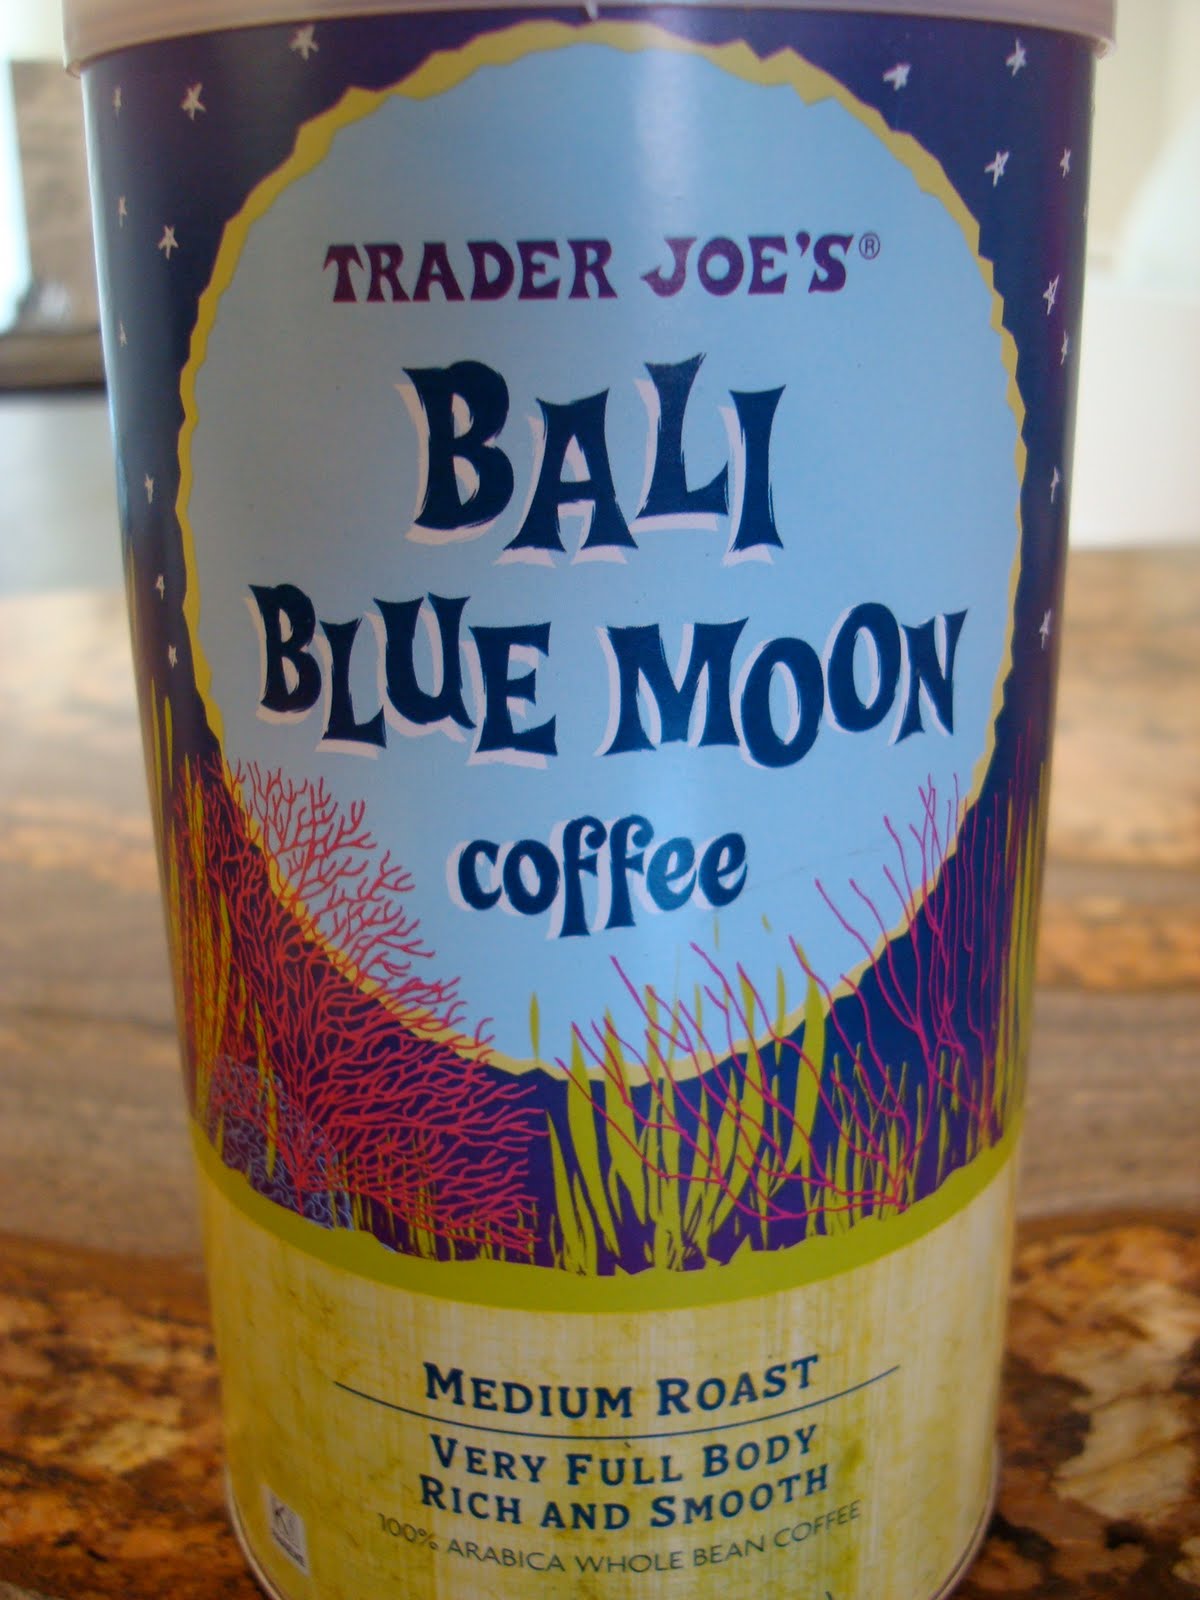 TRADER JOE'S®
BALI
BLUE MOON
coffee
MEDIUM ROAST
VERY FULL BODY
RICH AND SMOOTH
100% ARABICA WHOLE BEAN COFFEE
K